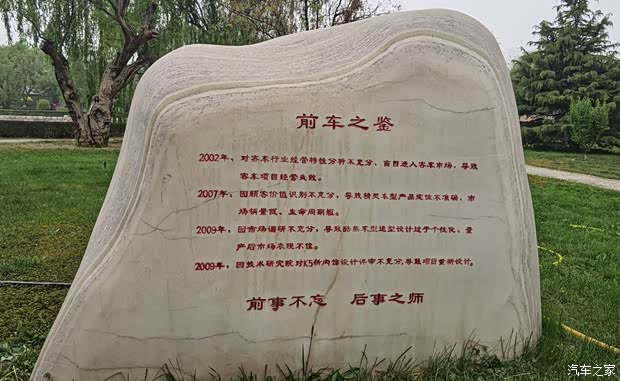 前车之鉴
2002年，对客车行业经营特性分析不充分、盲目进入客车市场，导致
客车项目经营失败。
2007年，因顾客价值识别不充分，导致精灵车型产品定位不准确，市
场销量低、生命周期短。
2009年，因市场调研不充分，导致酷熊车型造型设计过于个性化，量
产后市场表现不佳。
2009年，因技术研究院对K5新内饰设计评审不充分，导致项目重新设计。
前事不忘 后事之师
汽车之家